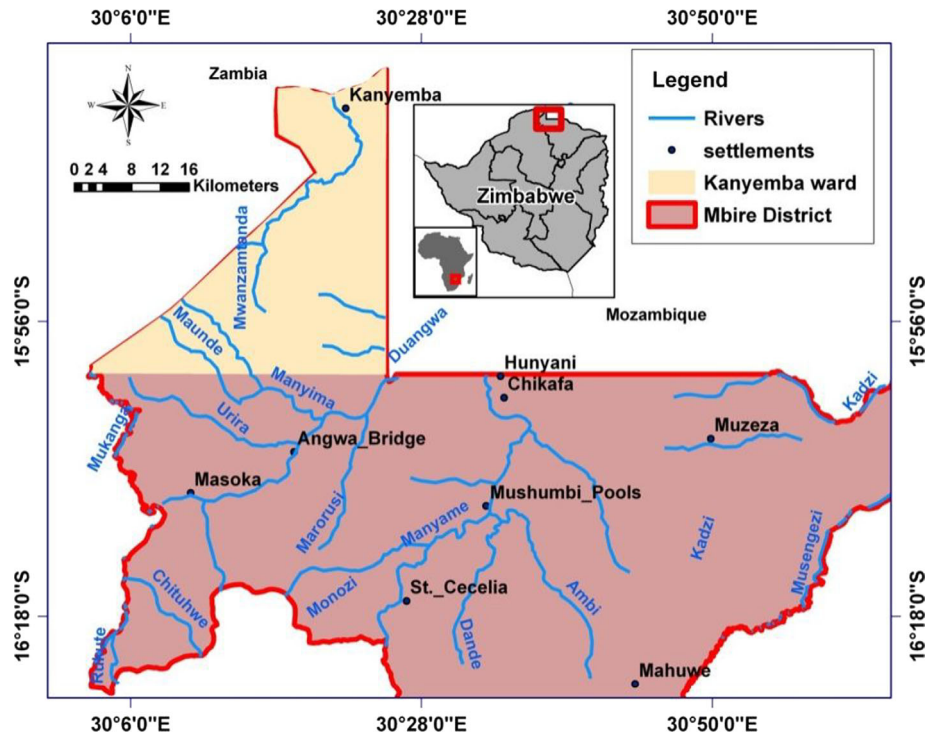 30°6'0"E 30°28'0"E 30°50'0"E
N
W E
S
0 2 4 8 12 16
Kilometers
Zambia
Kanyemba
Legend
Rivers
settlements
Kanyemba ward
Mbire District
Zimbabwe
Mwanzamtanda
15°56'0"S
15°56'0"S
Mozambique
Maunde
Duangwa
Hunyani
Chikafa
Manyima
Kadzi
Urira
Mukanga
Angwa_Bridge
Muzeza
Masoka
Mushumbi_Pools
Marorusi
Manyame
Kadzi
Musengezi
Monozi
Chituhwe
St._Cecelia
Ambi
16°18'0"S
16°18'0"S
Dande
Rukute
Mahuwe
30°6'0"E 30°28'0"E 30°50'0"E